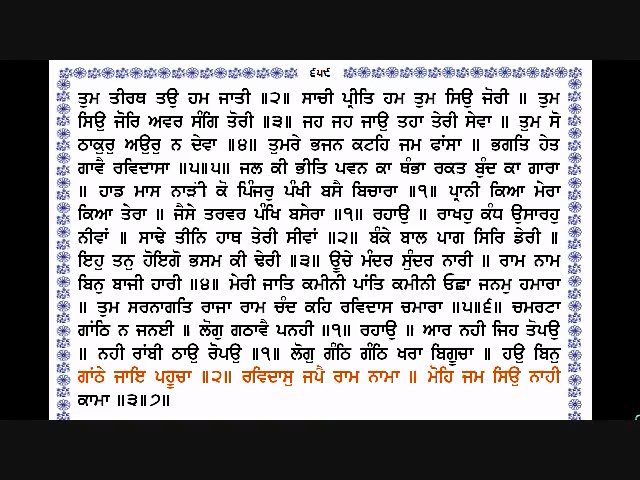 ੬੫੯
ਤੁਮ ਤੀਰਥ ਤਉ ਹਮ ਜਾਤੀ ॥੨॥ ਸਾਚੀ ਪ੍ਰੀਤਿ ਹਮ ਤੁਮ ਸਿਉ ਜੋਰੀ ॥ ਤੁਮ
ਸਿਉ ਜੋਰਿ ਅਵਰ ਸੰਗਿ ਤੋਰੀ ॥੩॥ ਜਹ ਜਹ ਜਾਉ ਤਹਾ ਤੇਰੀ ਸੇਵਾ ॥ ਤੁਮ ਸੋ
ਠਾਕੁਰੁ ਅਉਰੁ ਨ ਦੇਵਾ ॥੪॥ ਤੁਮਰੇ ਭਜਨ ਕਟਹਿ ਜਮ ਫਾਂਸਾ ॥ ਭਗਤਿ ਹੇਤ
ਗਾਵੈ ਰਵਿਦਾਸਾ ॥੫॥੫॥ ਜਲ ਕੀ ਭੀਤਿ ਪਵਨ ਕਾ ਥੰਭਾ ਰਕਤ ਬੁੰਦ ਕਾ ਗਾਰਾ
॥ ਹਾਡ ਮਾਸ ਨਾੜੀਂ ਕੋ ਪਿੰਜਰੁ ਪੰਖੀ ਬਸੈ ਬਿਚਾਰਾ ॥੧॥ ਪ੍ਰਾਨੀ ਕਿਆ ਮੇਰਾ
ਕਿਆ ਤੇਰਾ ॥ ਜੈਸੇ ਤਰਵਰ ਪੰਖਿ ਬਸੇਰਾ ॥੧॥ ਰਹਾਉ ॥ ਰਾਖਹੁ ਕੰਧ ਉਸਾਰਹੁ
ਨੀਵਾਂ ॥ ਸਾਢੇ ਤੀਨਿ ਹਾਥ ਤੇਰੀ ਸੀਵਾਂ ॥੨॥ ਬੰਕੇ ਬਾਲ ਪਾਗ ਸਿਰਿ ਡੇਰੀ ॥
ਇਹੁ ਤਨੁ ਹੋਇਗੋ ਭਸਮ ਕੀ ਢੇਰੀ ॥੩॥ ਊਚੇ ਮੰਦਰ ਸੁੰਦਰ ਨਾਰੀ ॥ ਰਾਮ ਨਾਮ
ਬਿਨੁ ਬਾਜੀ ਹਾਰੀ ॥੪॥ ਮੇਰੀ ਜਾਤਿ ਕਮੀਨੀ ਪਾਂਤਿ ਕਮੀਨੀ ਓਛਾ ਜਨਮੁ ਹਮਾਰਾ
॥ ਤੁਮ ਸਰਨਾਗਤਿ ਰਾਜਾ ਰਾਮ ਚੰਦ ਕਹਿ ਰਵਿਦਾਸ ਚਮਾਰਾ ॥੫॥੬॥ ਚਮਰਟਾ
ਗਾਂਠਿ ਨ ਜਨਈ ॥ ਲੋਗੁ ਗਠਾਵੈ ਪਨਹੀ ॥੧॥ ਰਹਾਉ ॥ ਆਰ ਨਹੀ ਜਿਹ ਤੋਪਉ
॥ ਨਹੀ ਰਾਂਬੀ ਠਾਉ ਰੋਪਉ ॥੧॥ ਲੋਗੁ ਗੰਠਿ ਗੰਠਿ ਖਰਾ ਬਿਗੂਚਾ ॥ ਹਉ ਬਿਨੁ
ਗਾਂਠੇ ਜਾਇ ਪਹੂਚਾ ॥੨॥ ਰਵਿਦਾਸੁ ਜਪੈ ਰਾਮ ਨਾਮਾ ॥ ਮੋਹਿ ਜਮ ਸਿਉ ਨਾਹੀ
ਕਾਮਾ ॥੩॥੭॥